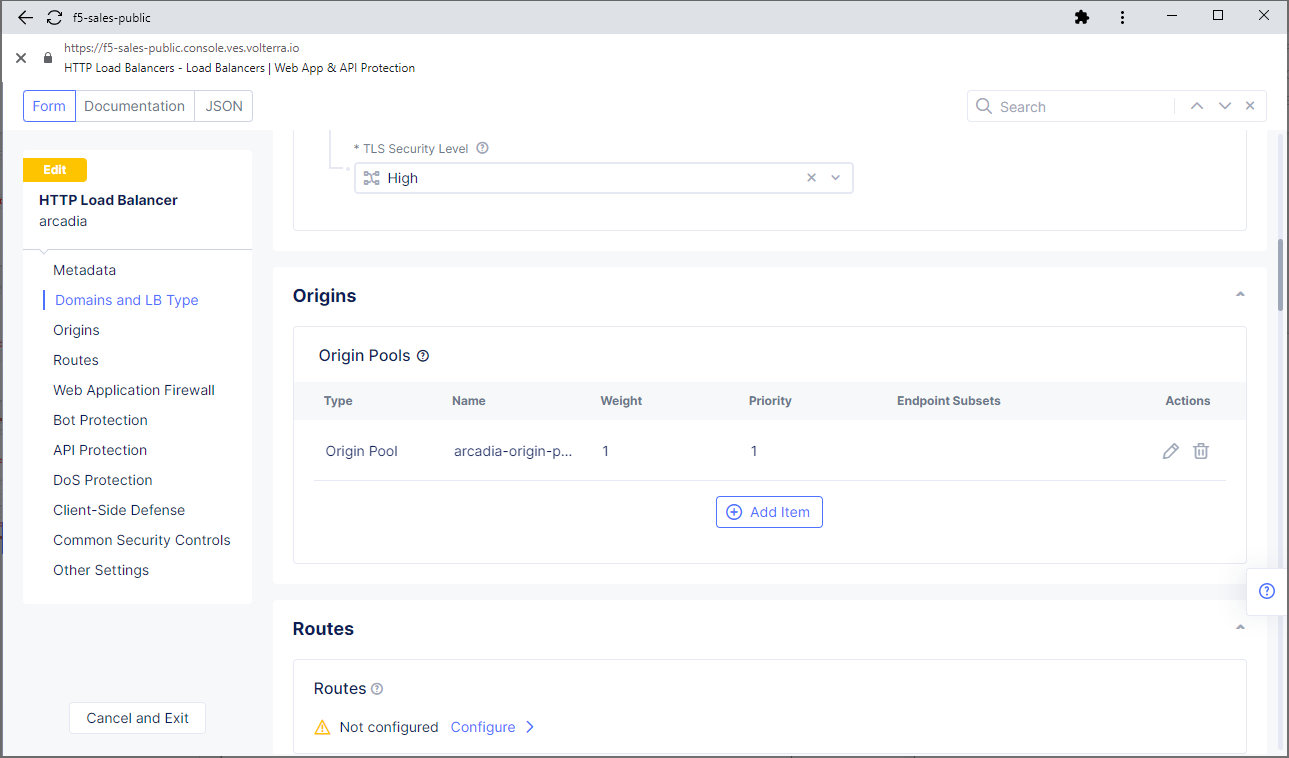 f5-sales-public
https://f5-sales-public.console.ves.volterra.io
HTTP Load Balancers - Load Balancers | Web App & API Protection
Form Documentation JSON
Search
Edit
HTTP Load Balancer
arcadia
Metadata
Domains and LB Type
Origins
Routes
Web Application Firewall
Bot Protection
API Protection
DoS Protection
Client-Side Defense
Common Security Controls
Other Settings
Cancel and Exit
* TLS Security Level
High
Origins
Origin Pools
Type Name Weight Priority Endpoint Subsets Actions
Origin Pool arcadia-origin-p... 1 1
Add Item
Routes
Routes
Not configured Configure